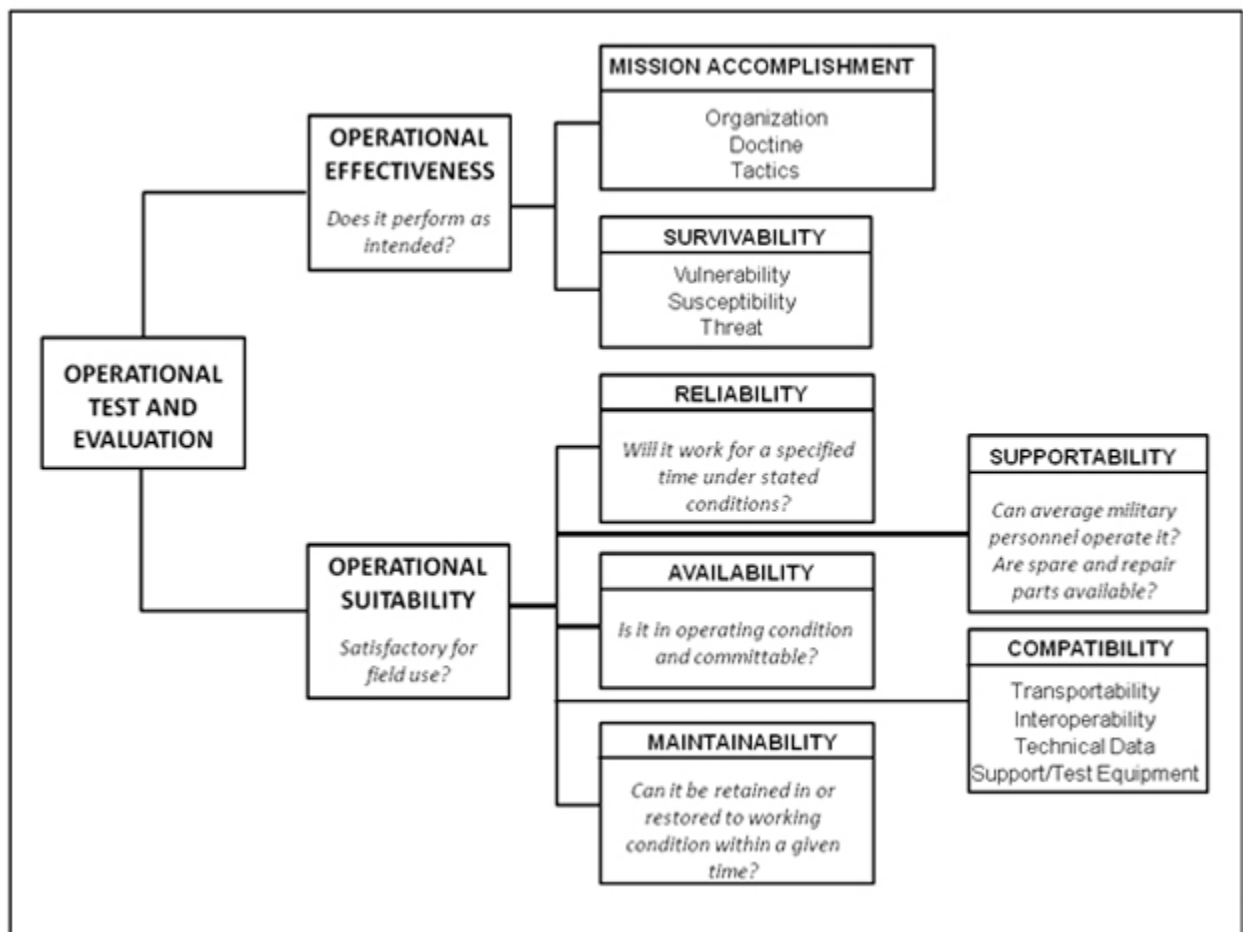 MISSION ACCOMPLISHMENT
Organization
Doctine
Tactics
OPERATIONAL
EFFECTIVENESS
Does it perform as
intended?
SURVIVABILITY
Vulnerability
Susceptibility
Threat
OPERATIONAL
TEST AND
EVALUATION
RELIABILITY
Will it work for a specified
time under stated
conditions?
SUPPORTABILITY
Can average military
personnel operate it?
Are spare and repair
parts available?
OPERATIONAL
SUITABILITY
Satisfactory for
field use?
AVAILABILITY
Is it in operating condition
and committable?
COMPATIBILITY
Transportability
Interoperability
Technical Data
Support/Test Equipment
MAINTAINABILITY
Can it be retained in or
restored to working
condition within a given
time?